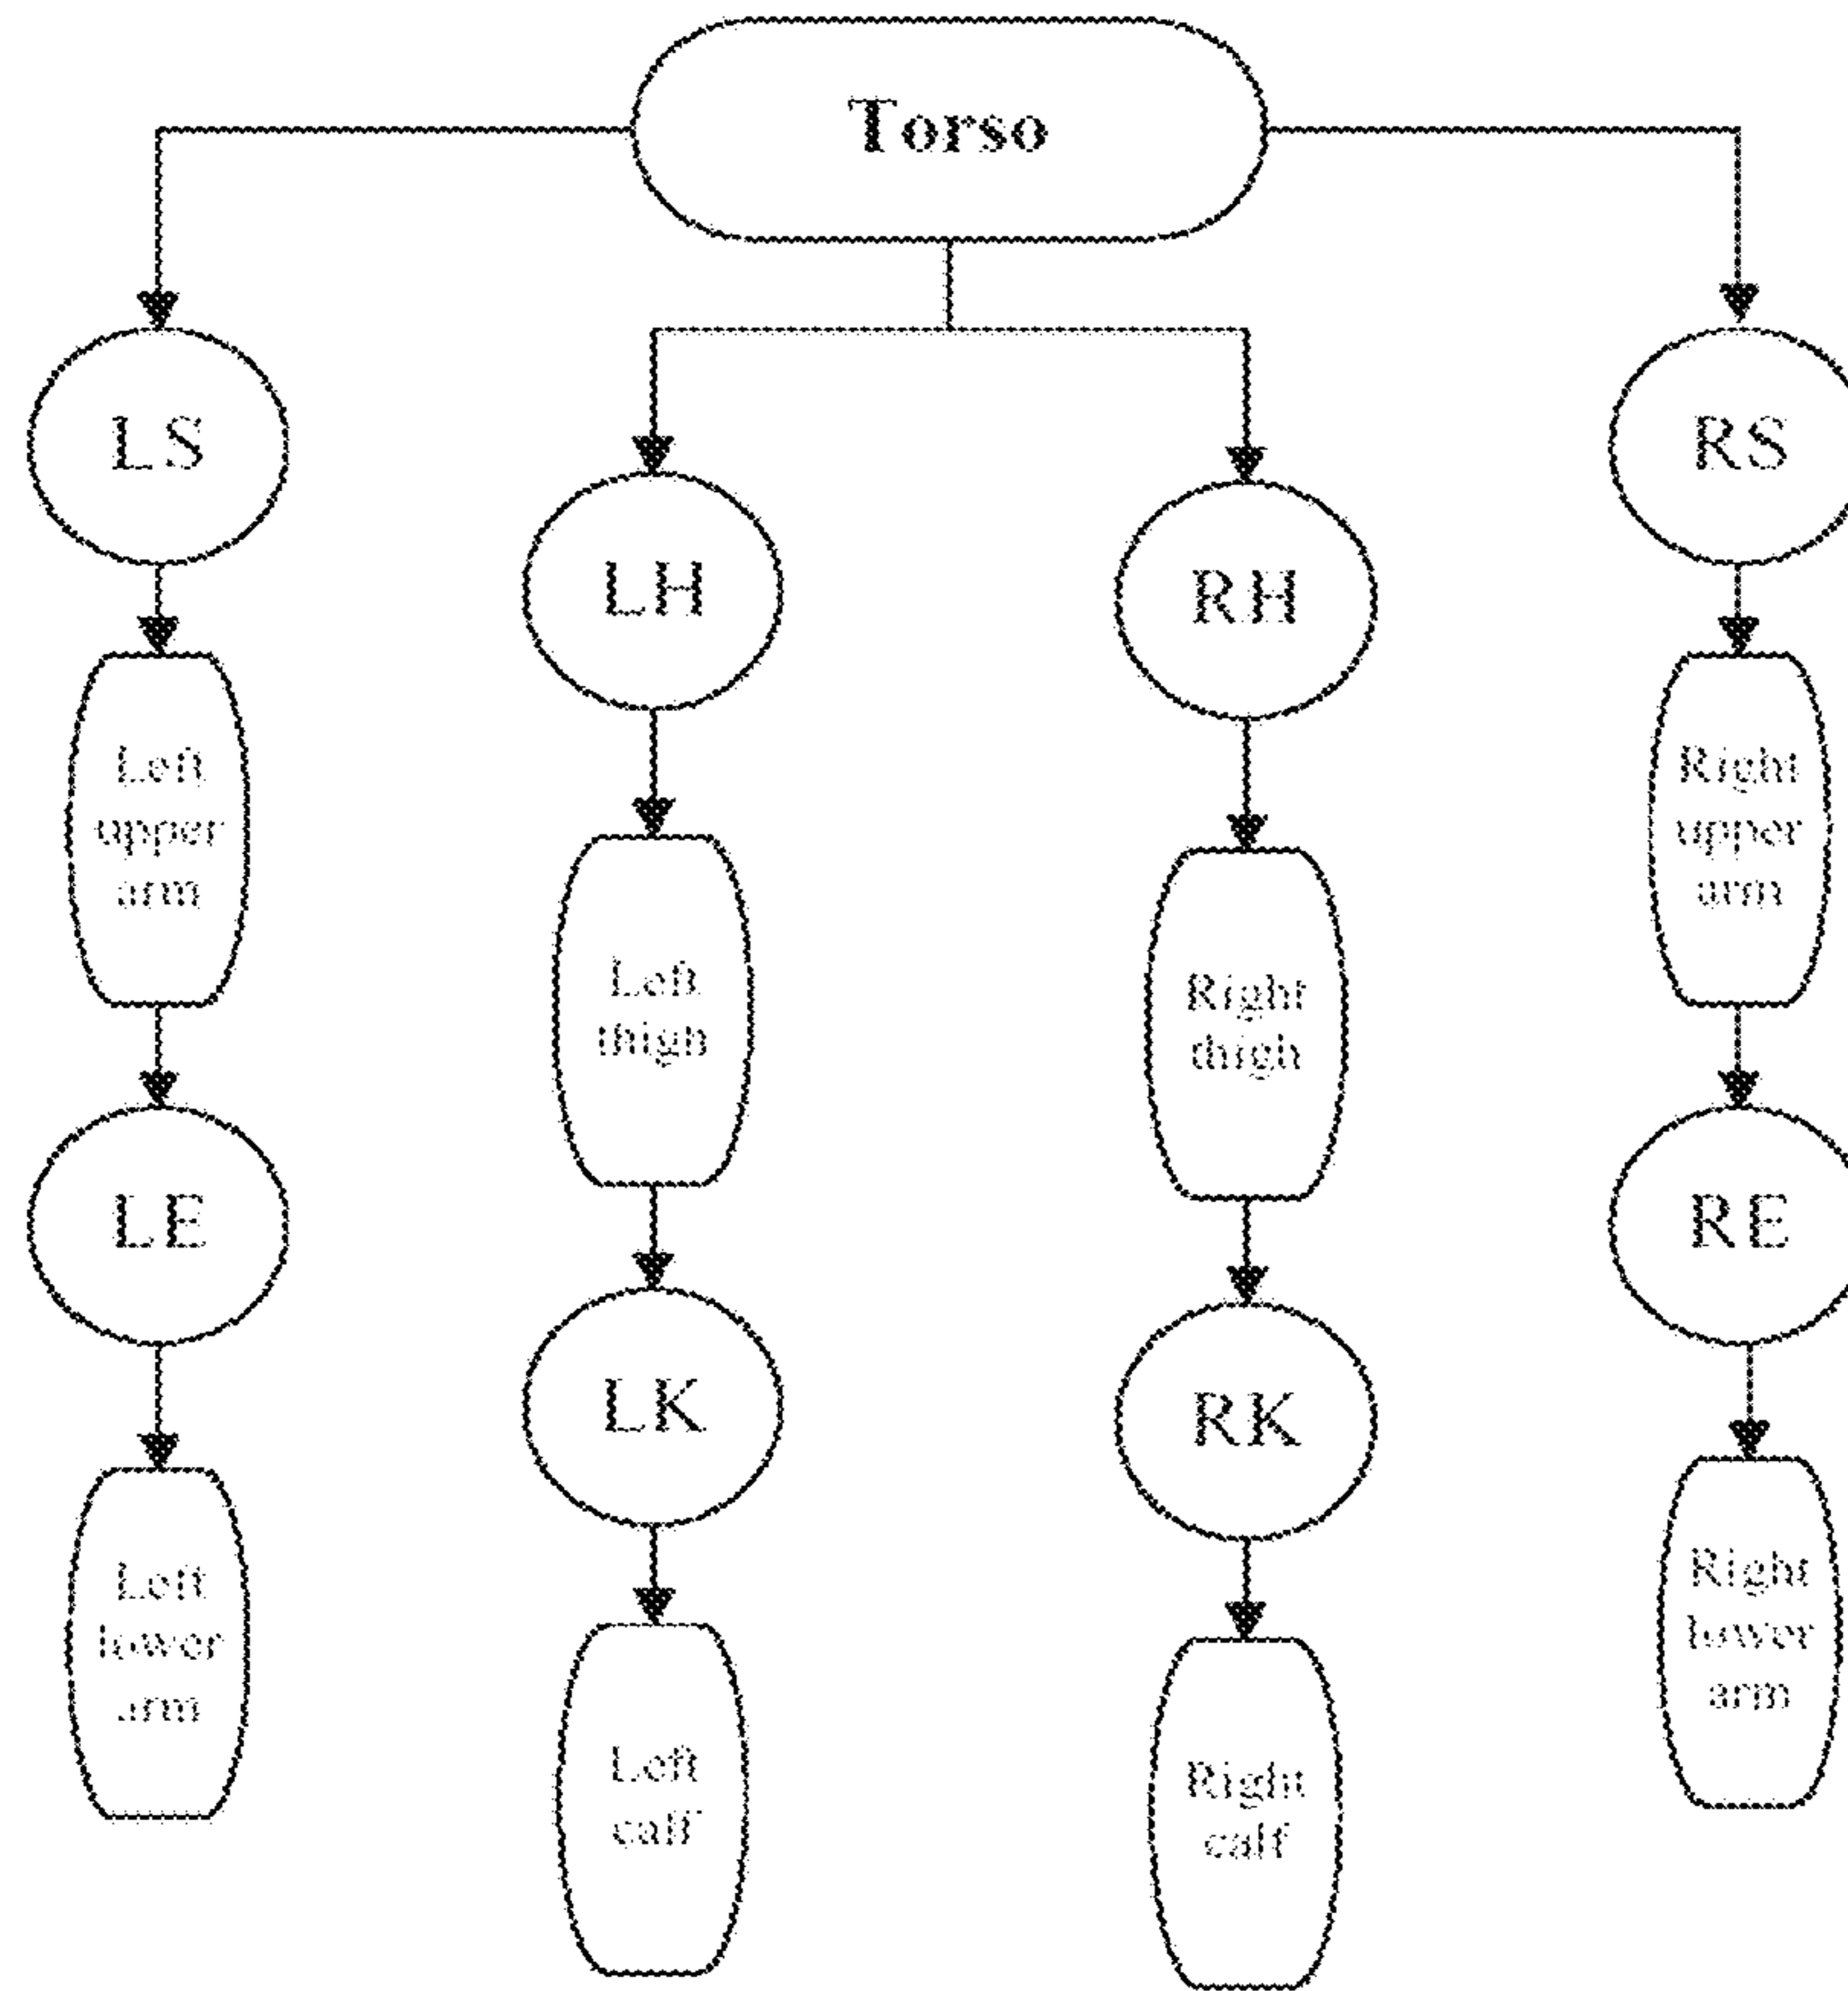 Torso
LS
RS
LH
RH
Left
upper
arm
Right
upper
arm
Left
thigh
Right
thigh
LE
RE
LK
RK
Left
lower
arm
Right
lower
arm
Left
calf
Right
calf